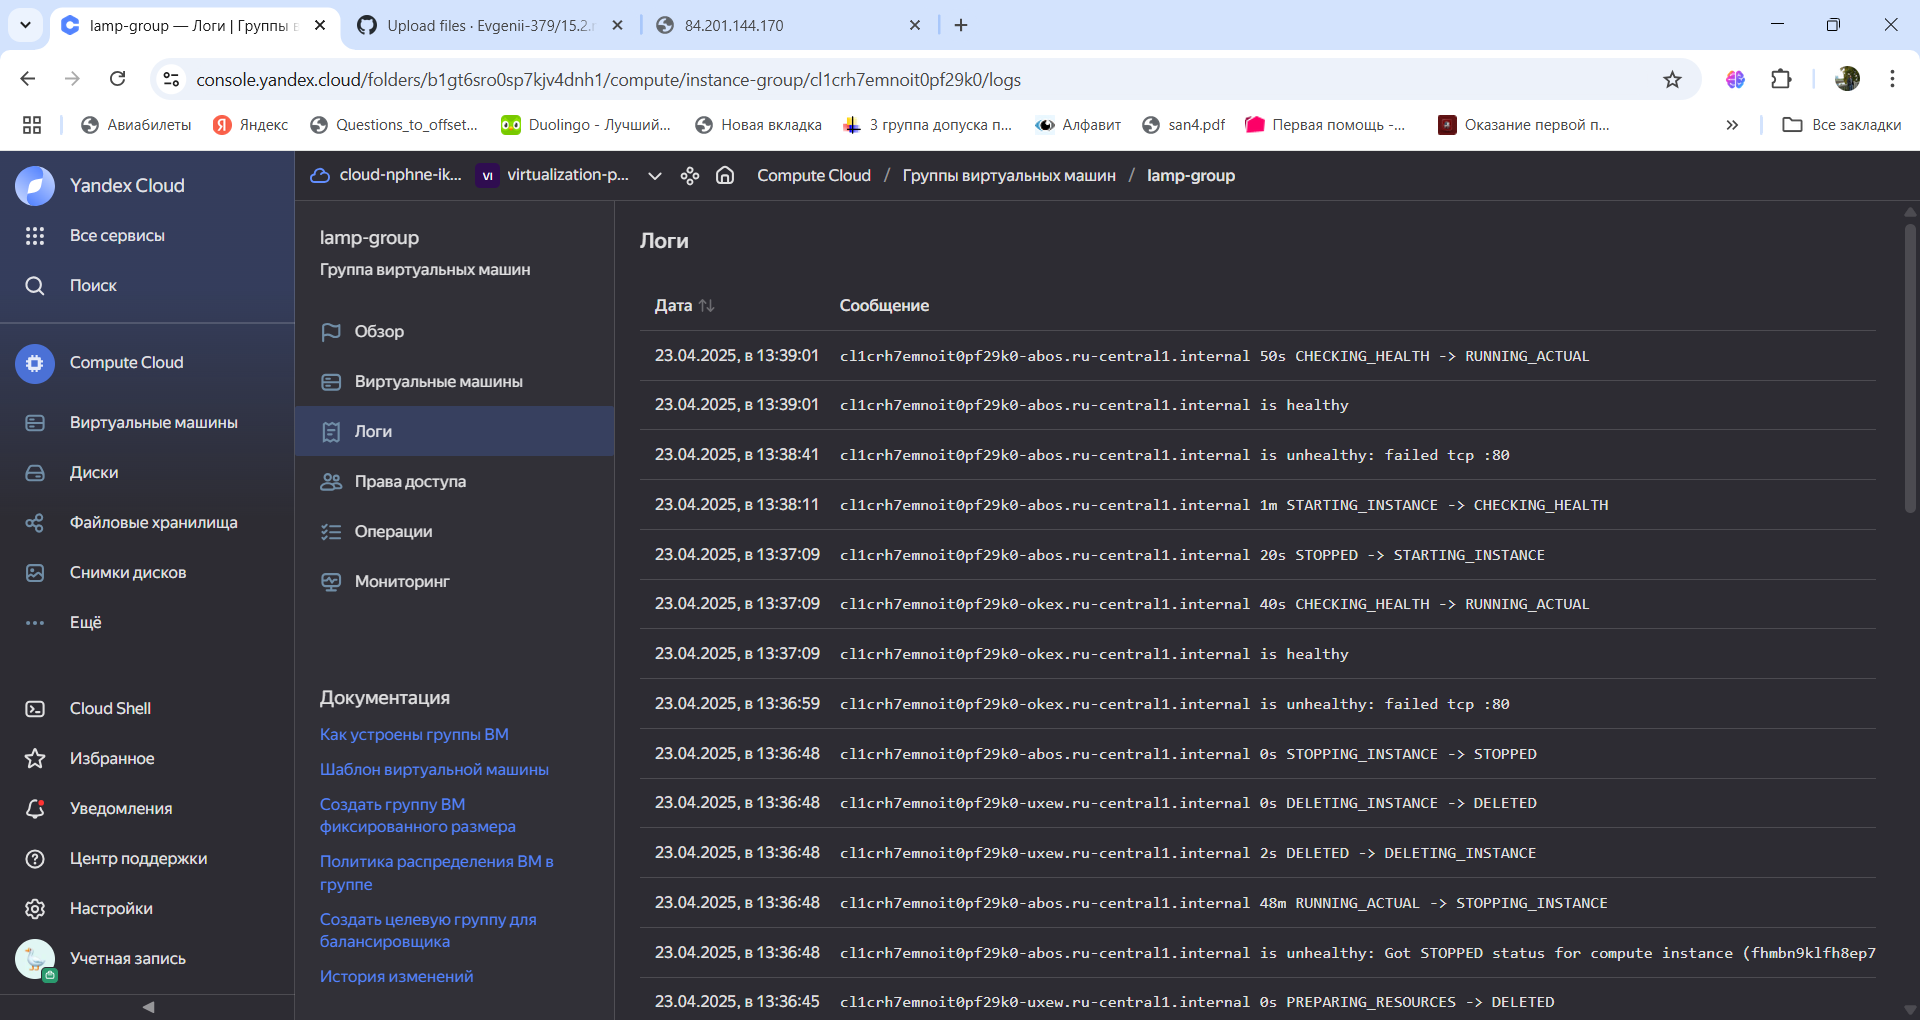 lamp-group — Логи | Группы в
Upload files · Evgenii-379/15.2.
84.201.144.170
console.yandex.cloud/folders/b1gt6sro0sp7kjv4dnh1/compute/instance-group/cl1crh7emnoit0pf29k0/logs
Авиабилеты
Яндекс
Questions_to_offset...
Duolingo - Лучший...
Новая вкладка
3 группа допуска п...
Алфавит
san4.pdf
Первая помощь -...
Оказание первой п...
Все закладки
Yandex Cloud
Все сервисы
Поиск
Compute Cloud
Виртуальные машины
Диски
Файловые хранилища
Снимки дисков
Ещё
Cloud Shell
Избранное
Уведомления
Центр поддержки
Настройки
Учетная запись
cloud-nphne-ik... VI virtualization-p... Compute Cloud / Группы виртуальных машин / lamp-group
lamp-group
Группа виртуальных машин
Обзор
Виртуальные машины
Логи
Права доступа
Операции
Мониторинг
Документация
Как устроены группы ВМ
Шаблон виртуальной машины
Создать группу ВМ
фиксированного размера
Политика распределения ВМ в
группе
Создать целевую группу для
балансировщика
История изменений
Логи
Дата Сообщение
23.04.2025, в 13:39:01 cl1crh7emnoit0pf29k0-abos.ru-central1.internal 50s CHECKING_HEALTH -> RUNNING_ACTUAL
23.04.2025, в 13:39:01 cl1crh7emnoit0pf29k0-abos.ru-central1.internal is healthy
23.04.2025, в 13:38:41 cl1crh7emnoit0pf29k0-abos.ru-central1.internal is unhealthy: failed tcp :80
23.04.2025, в 13:38:11 cl1crh7emnoit0pf29k0-abos.ru-central1.internal 1m STARTING_INSTANCE -> CHECKING_HEALTH
23.04.2025, в 13:37:09 cl1crh7emnoit0pf29k0-abos.ru-central1.internal 20s STOPPED -> STARTING_INSTANCE
23.04.2025, в 13:37:09 cl1crh7emnoit0pf29k0-okex.ru-central1.internal 40s CHECKING_HEALTH -> RUNNING_ACTUAL
23.04.2025, в 13:37:09 cl1crh7emnoit0pf29k0-okex.ru-central1.internal is healthy
23.04.2025, в 13:36:59 cl1crh7emnoit0pf29k0-okex.ru-central1.internal is unhealthy: failed tcp :80
23.04.2025, в 13:36:48 cl1crh7emnoit0pf29k0-abos.ru-central1.internal 0s STOPPING_INSTANCE -> STOPPED
23.04.2025, в 13:36:48 cl1crh7emnoit0pf29k0-uxew.ru-central1.internal 0s DELETING_INSTANCE -> DELETED
23.04.2025, в 13:36:48 cl1crh7emnoit0pf29k0-uxew.ru-central1.internal 2s DELETED -> DELETING_INSTANCE
23.04.2025, в 13:36:48 cl1crh7emnoit0pf29k0-abos.ru-central1.internal 48m RUNNING_ACTUAL -> STOPPING_INSTANCE
23.04.2025, в 13:36:48 cl1crh7emnoit0pf29k0-abos.ru-central1.internal is unhealthy: Got STOPPED status for compute instance (fhmbn9klfh8ep7
23.04.2025, в 13:36:45 cl1crh7emnoit0pf29k0-uxew.ru-central1.internal 0s PREPARING_RESOURCES -> DELETED